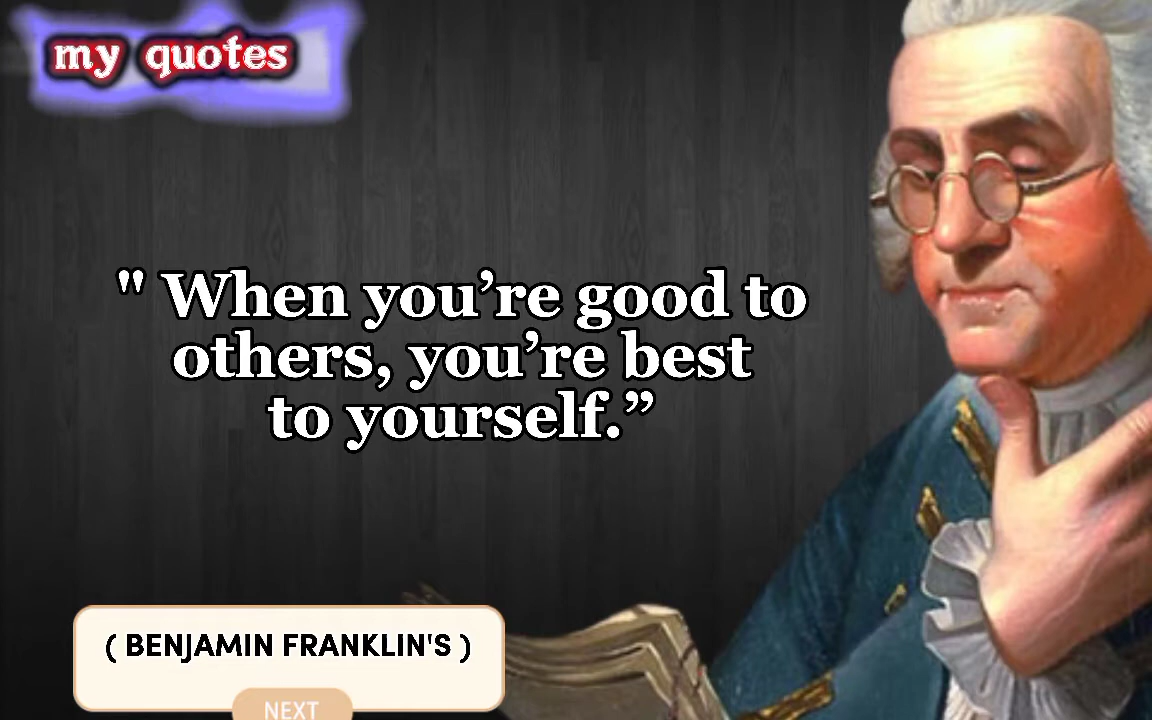 my quotes
" When you’re good to
others, you’re best
to yourself.”
( BENJAMIN FRANKLIN'S )
NEXT